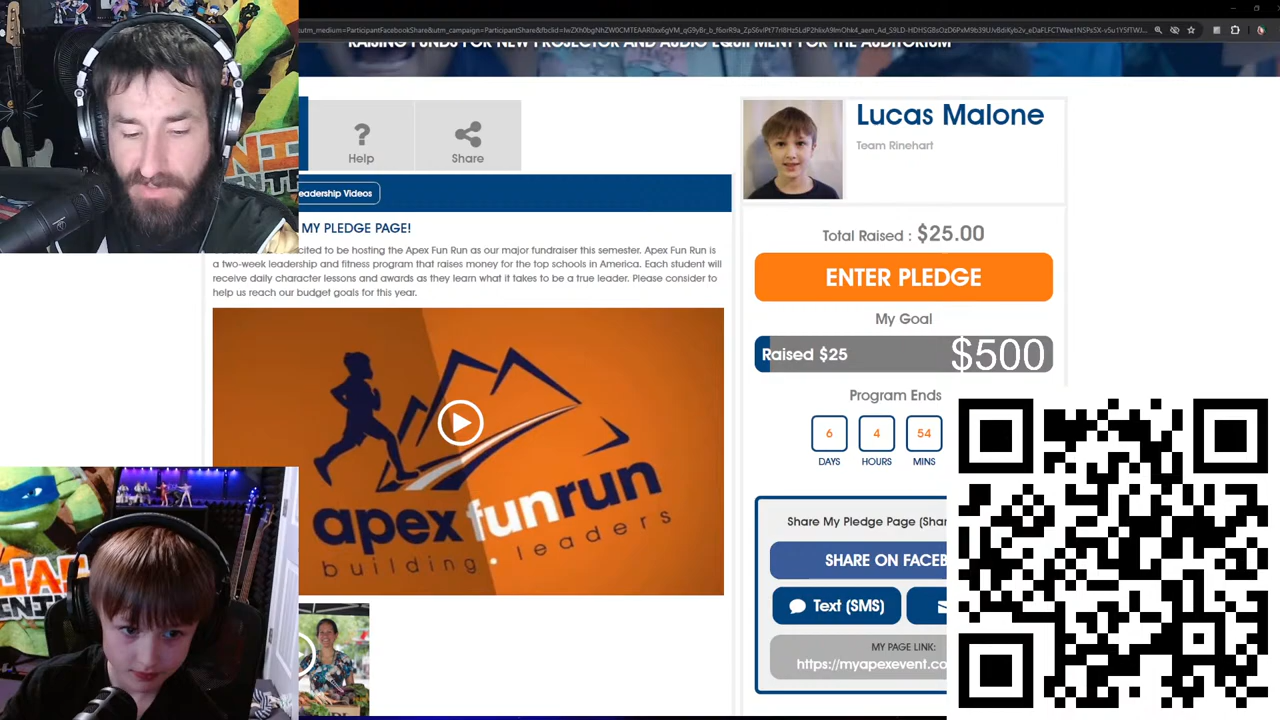 RAISING FUNDS FOR NEW PROJECTOR AND AUDIO EQUIPMENT FOR THE AUDITORIUM
Help
Share
eadership Videos
MY PLEDGE PAGE!
cited to be hosting the Apex Fun Run as our major fundraiser this semester. Apex Fun Run is
a two-week leadership and fitness program that raises money for the top schools in America. Each student will
receive daily character lessons and awards as they learn what it takes to be a true leader. Please consider to
help us reach our budget goals for this year.
apex funrun
building leaders
Lucas Malone
Team Rinehart
Total Raised : $25.00
ENTER PLEDGE
My Goal
Raised $25
$500
Program Ends
6
4
54
DAYS
HOURS
MINS
Share My Pledge Page (Shar
SHARE ON FACEB
Text (SMS)
MY PAGE LINK:
https://myapexevent.co